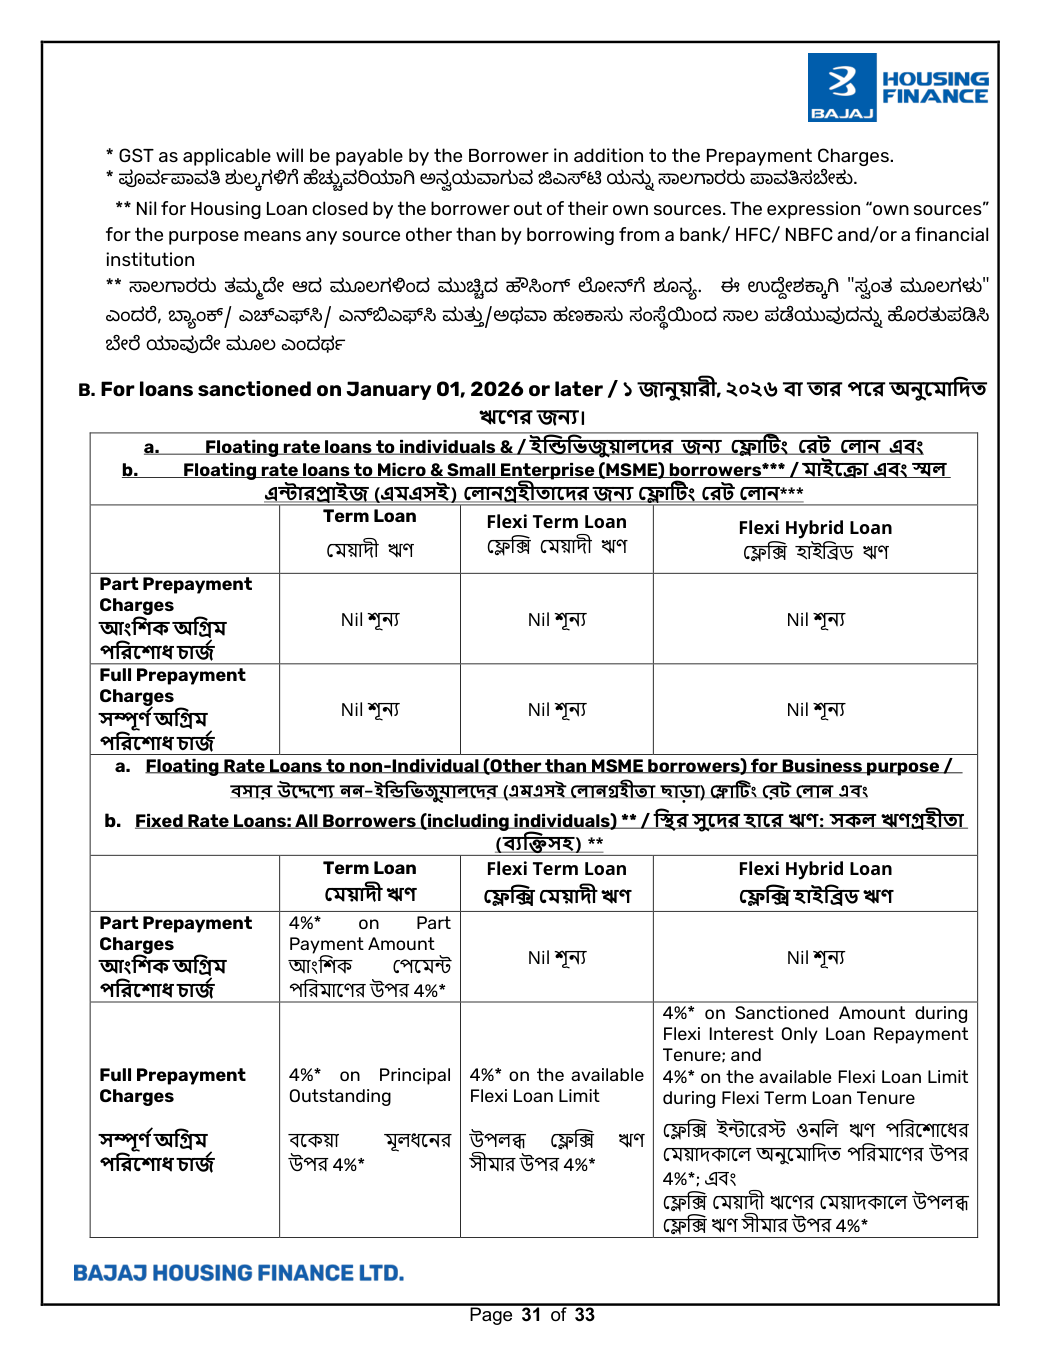 BAJAJ
HOUSING
FINANCE
* GST as applicable will be payable by the Borrower in addition to the Prepayment Charges.
* ಪೂರ್ವಪಾವತಿ ಶುಲ್ಕಗಳಿಗೆ ಹೆಚ್ಚುವರಿಯಾಗಿ ಅನ್ವಯವಾಗುವ ಜಿಎಸ್‌ಟಿ ಯನ್ನು ಸಾಲಗಾರರು ಪಾವತಿಸಬೇಕು.
** Nil for Housing Loan closed by the borrower out of their own sources. The expression “own sources”
for the purpose means any source other than by borrowing from a bank/ HFC/ NBFC and/or a financial
institution
** ಸಾಲಗಾರರು ತಮ್ಮದೇ ಆದ ಮೂಲಗಳಿಂದ ಮುಚ್ಚಿದ ಹೌಸಿಂಗ್ ಲೋನ್‌ಗೆ ಶೂನ್ಯ. ಈ ಉದ್ದೇಶಕ್ಕಾಗಿ "ಸ್ವಂತ ಮೂಲಗಳು"
ಎಂದರೆ, ಬ್ಯಾಂಕ್/ ಎಚ್‌ಎಫ್‌ಸಿ/ ಎನ್‌ಬಿಎಫ್‌ಸಿ ಮತ್ತು/ಅಥವಾ ಹಣಕಾಸು ಸಂಸ್ಥೆಯಿಂದ ಸಾಲ ಪಡೆಯುವುದನ್ನು ಹೊರತುಪಡಿಸಿ
ಬೇರೆ ಯಾವುದೇ ಮೂಲ ಎಂದರ್ಥ
B. For loans sanctioned on January 01, 2026 or later / ১ জানুয়ারী, ২০২৬ বা তার পরে অনুমোদিত
ঋণের জন্য।
a. Floating rate loans to individuals & / ইন্ডিভিজুয়ালদের জন্য ফ্লোটিং রেট লোন এবং
b. Floating rate loans to Micro & Small Enterprise (MSME) borrowers*** / মাইক্রো এবং স্মল
এন্টারপ্রাইজ (এমএসই) লোনগ্রহীতাদের জন্য ফ্লোটিং রেট লোন***
Term Loan
মেয়াদী ঋণ
Flexi Term Loan
ফ্লেক্সি মেয়াদী ঋণ
Flexi Hybrid Loan
ফ্লেক্সি হাইব্রিড ঋণ
Part Prepayment
Charges
আংশিক অগ্রিম
পরিশোধ চার্জ
Nil শূন্য
Nil শূন্য
Nil শূন্য
Full Prepayment
Charges
সম্পূর্ণ অগ্রিম
পরিশোধ চার্জ
Nil শূন্য
Nil শূন্য
Nil শূন্য
a. Floating Rate Loans to non-Individual (Other than MSME borrowers) for Business purpose /
বসার উদ্দেশ্যে নন-ইন্ডিভিজুয়ালদের (এমএসই লোনগ্রহীতা ছাড়া) ফ্লোটিং রেট লোন এবং
b. Fixed Rate Loans: All Borrowers (including individuals) ** / স্থির সুদের হারে ঋণ: সকল ঋণগ্রহীতা
(ব্যক্তিসহ) **
Term Loan
মেয়াদী ঋণ
Flexi Term Loan
ফ্লেক্সি মেয়াদী ঋণ
Flexi Hybrid Loan
ফ্লেক্সি হাইব্রিড ঋণ
Part Prepayment
Charges
আংশিক অগ্রিম
পরিশোধ চার্জ
4%* on Part
Payment Amount
আংশিক পেমেন্ট
পরিমাণের উপর 4%*
Nil শূন্য
Nil শূন্য
Full Prepayment
Charges
সম্পূর্ণ অগ্রিম
পরিশোধ চার্জ
4%* on Principal
Outstanding
বকেয়া মূলধনের
উপর 4%*
4%* on the available
Flexi Loan Limit
উপলব্ধ ফ্লেক্সি ঋণ
সীমার উপর 4%*
4%* on Sanctioned Amount during
Flexi Interest Only Loan Repayment
Tenure; and
4%* on the available Flexi Loan Limit
during Flexi Term Loan Tenure
ফ্লেক্সি ইন্টারেস্ট ওনলি ঋণ পরিশোধের
মেয়াদকালে অনুমোদিত পরিমাণের উপর
4%*; এবং
ফ্লেক্সি মেয়াদী ঋণের মেয়াদকালে উপলব্ধ
ফ্লেক্সি ঋণ সীমার উপর 4%*
BAJAJ HOUSING FINANCE LTD.
Page 31 of 33